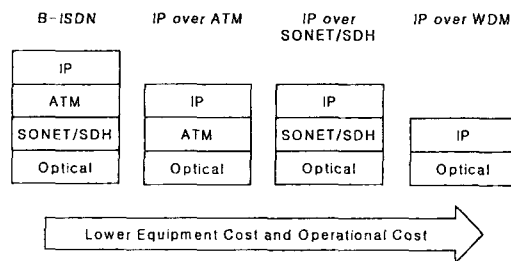 B-ISDN
IP over ATM
IP over
SONET/SDH
IP over WDM
IP
ATM
SONET/SDH
Optical
IP
ATM
Optical
IP
SONET/SDH
Optical
IP
Optical
Lower Equipment Cost and Operational Cost